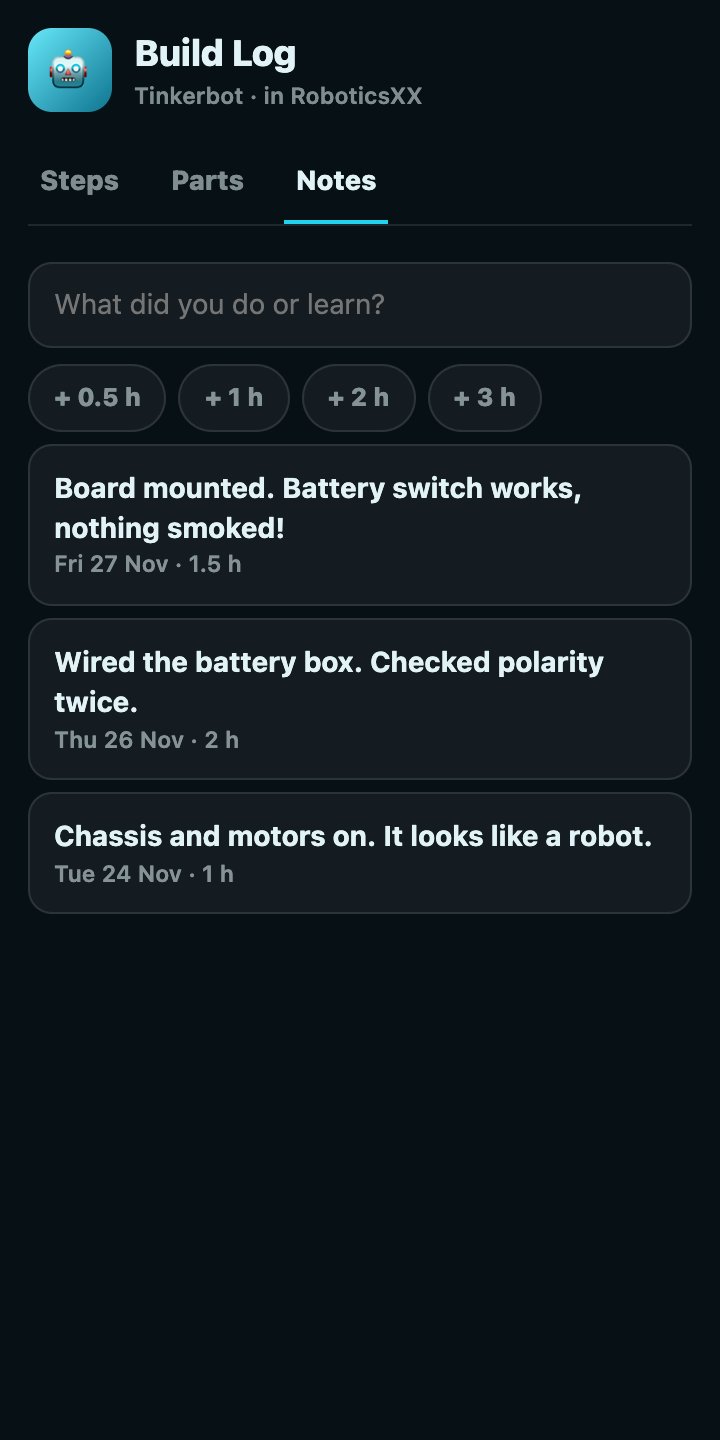 Build Log
Tinkerbot · in RoboticsXX
Steps Parts Notes
What did you do or learn?
+ 0.5 h + 1 h + 2 h + 3 h
Board mounted. Battery switch works,
nothing smoked!
Fri 27 Nov · 1.5 h
Wired the battery box. Checked polarity
twice.
Thu 26 Nov · 2 h
Chassis and motors on. It looks like a robot.
Tue 24 Nov · 1 h